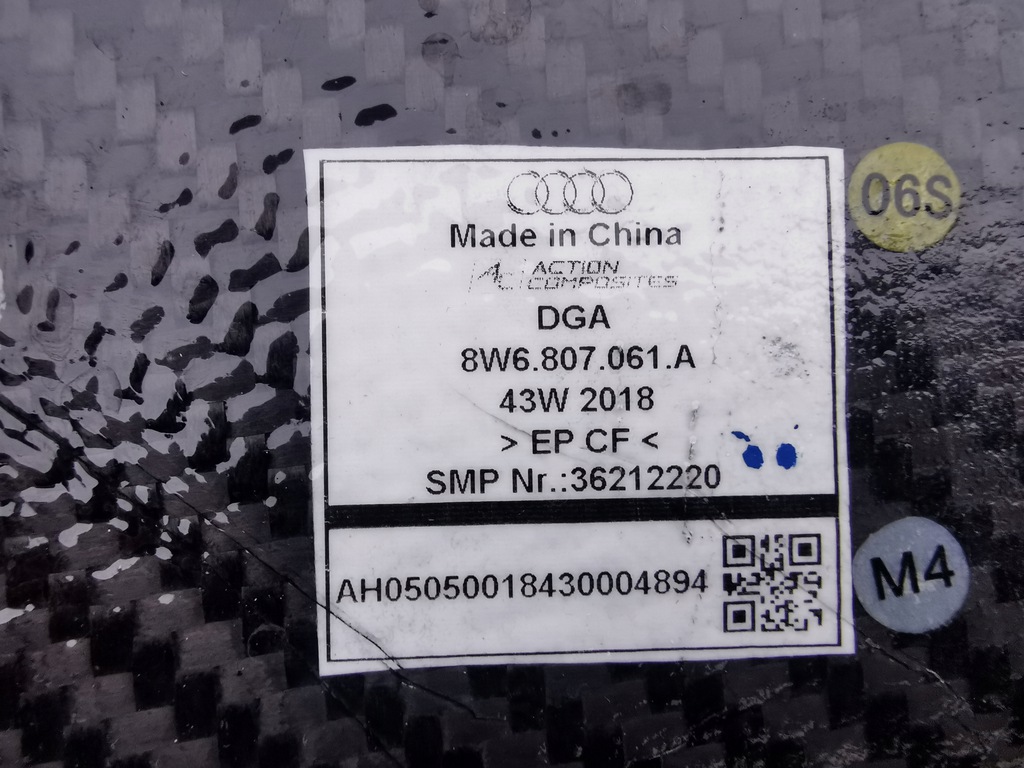 Made in China
AC ACTION
COMPOSITES
DGA
8W6.807.061.A
43W 2018
> EP CF <
SMP Nr.:36212220
AH05050018430004894
06S
M4